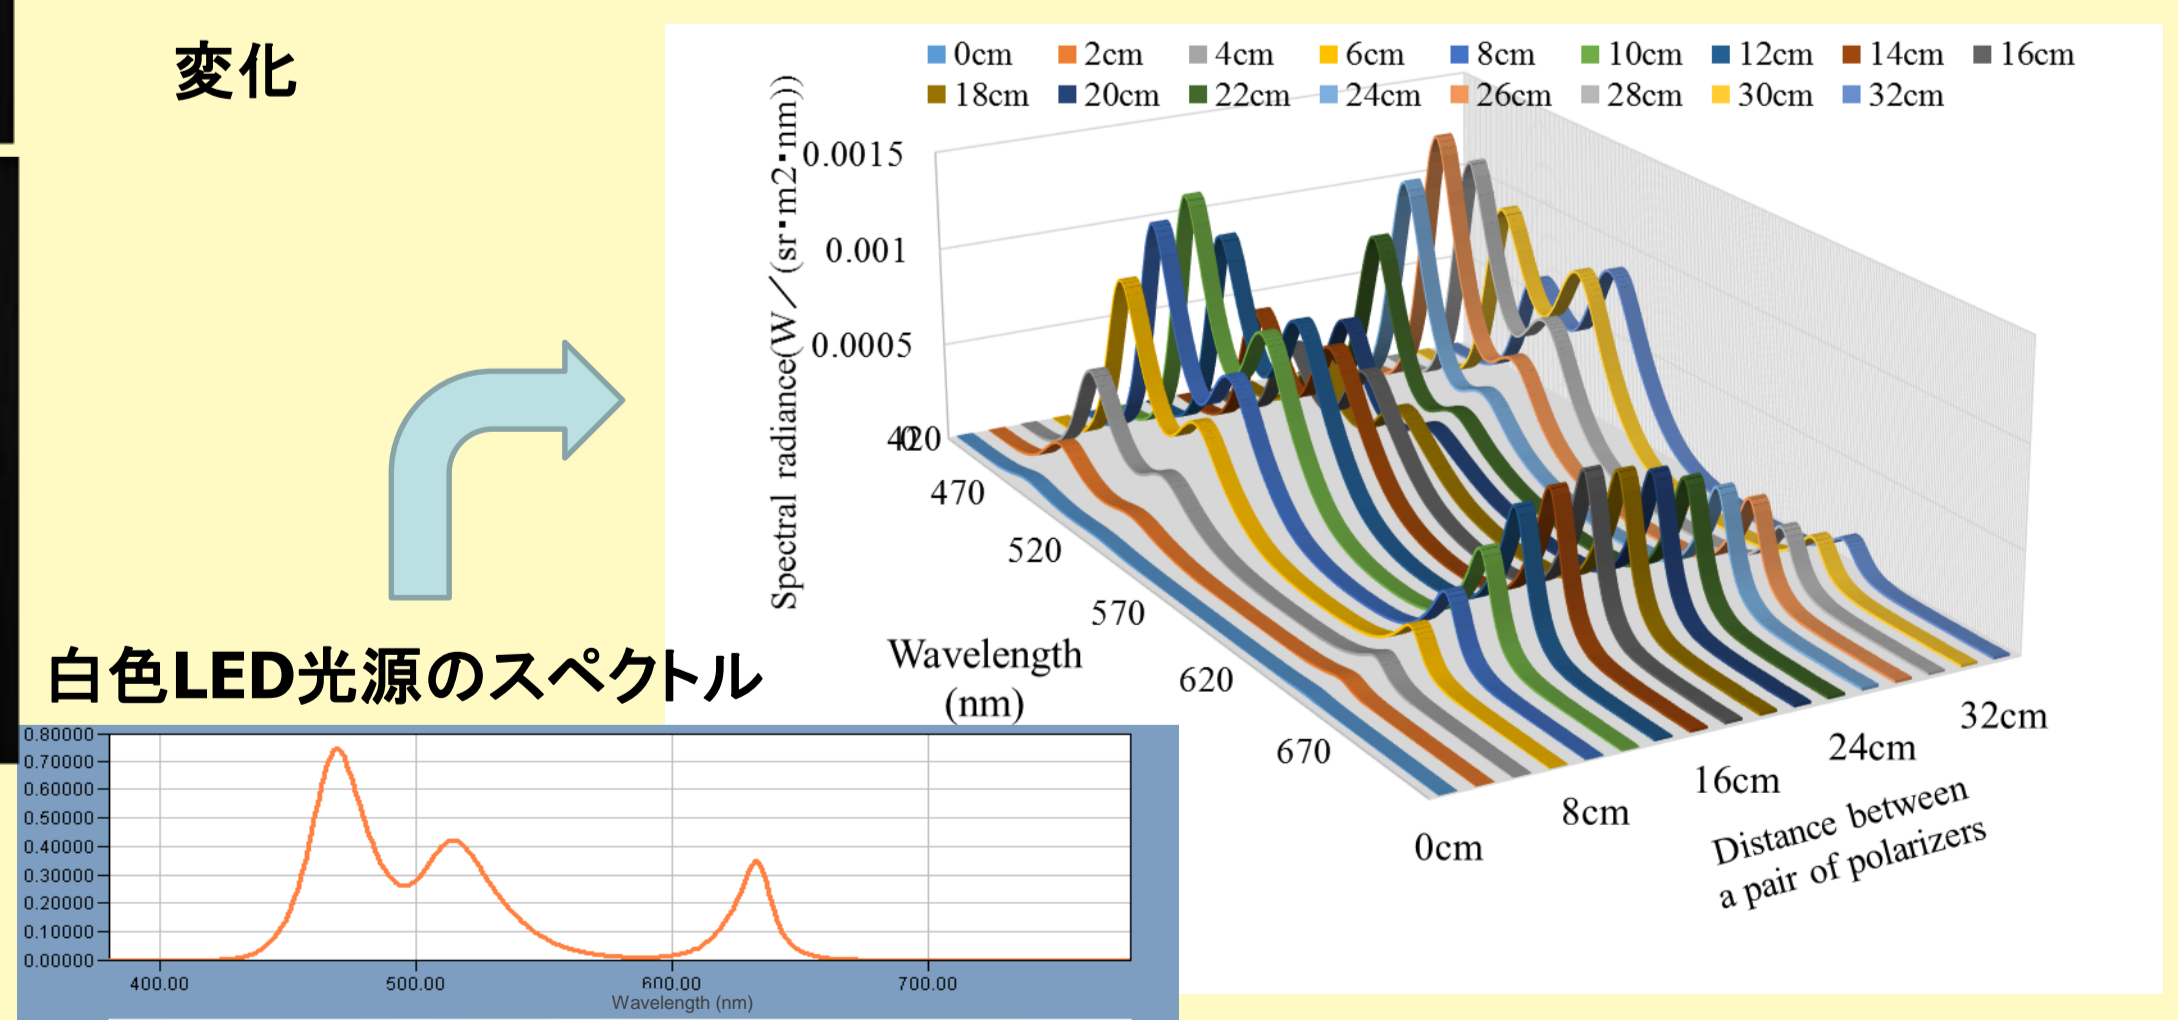 変化
0cm 2cm 4cm 6cm 8cm 10cm 12cm 14cm 16cm
18cm 20cm 22cm 24cm 26cm 28cm 30cm 32cm
Spectral radiance(W／(sr･m2･nm))
0.0015
0.001
0.0005
0
420
470
520
570
620
670
Wavelength
(nm)
0cm
8cm
16cm
24cm
32cm
Distance between
a pair of polarizers
白色LED光源のスペクトル
0.80000
0.70000
0.60000
0.50000
0.40000
0.30000
0.20000
0.10000
0.00000
400.00 500.00 600.00 700.00
Wavelength (nm)